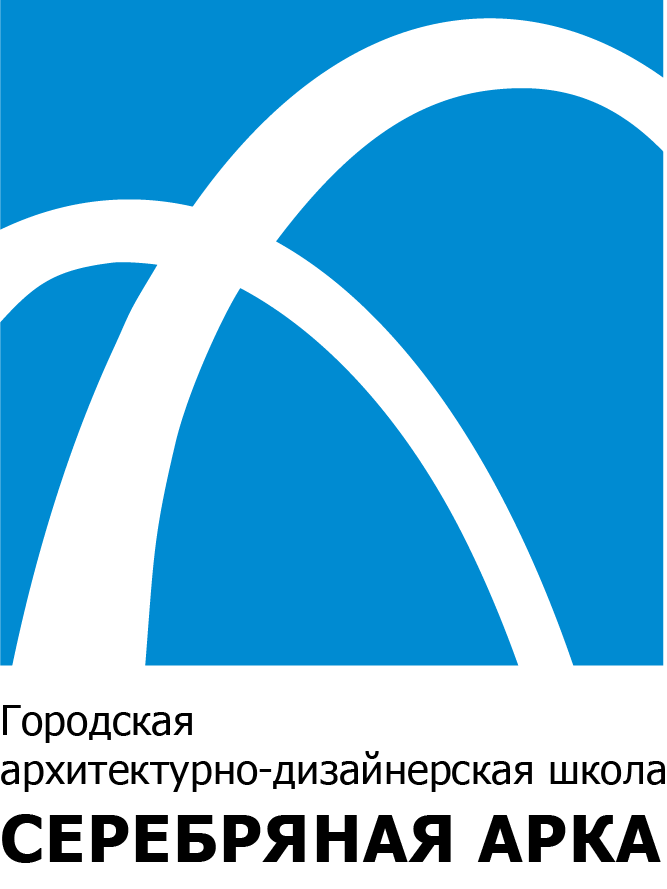 Городская
архитектурно-дизайнерская школа
СЕРЕБРЯНАЯ АРКА